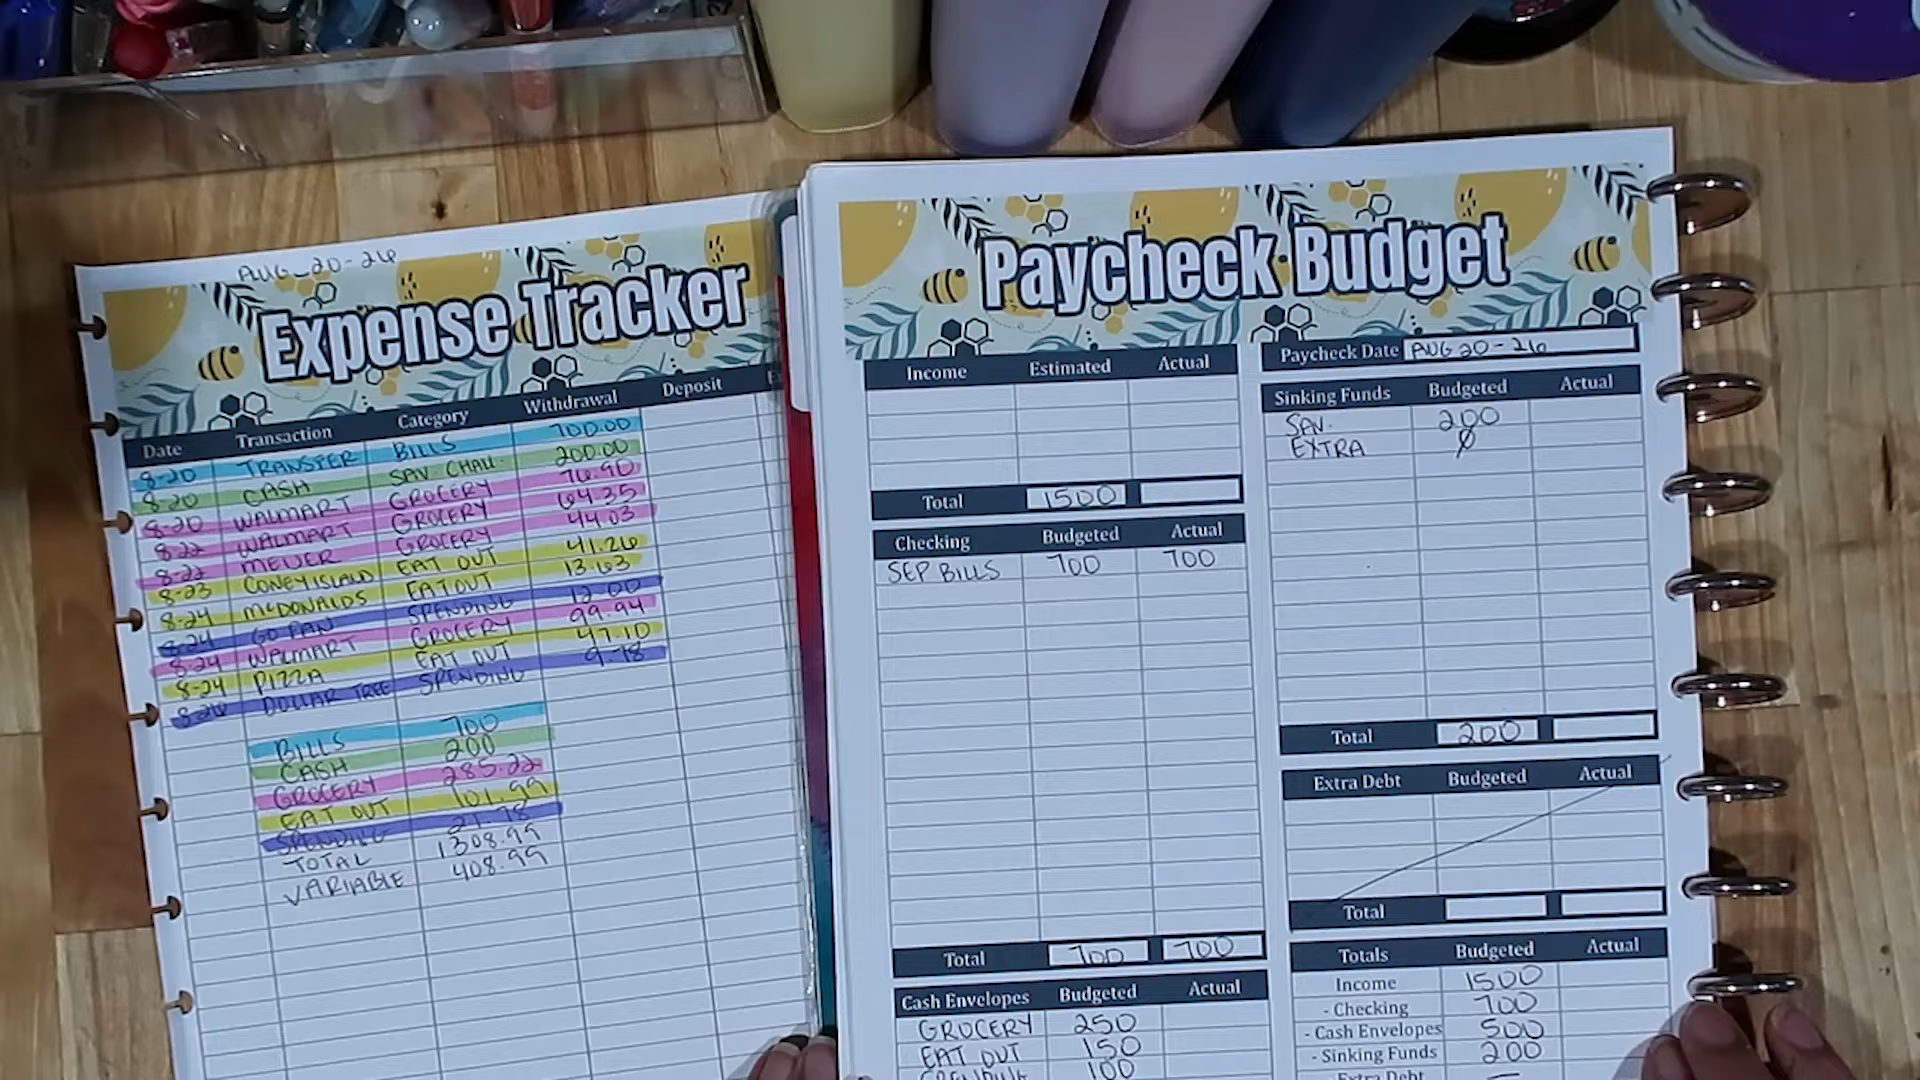 AUG-20-26
Expense Tracker
Date Transaction Category Withdrawal Deposit
8-20 TRANSFER BILLS 700.00
8-20 CASH SAV. CHALL. 200.00
8-20 WALMART GROCERY 76.90
8-22 WALMART GROCERY 64.35
8-22 MEIJER GROCERY 44.03
8-23 CONEY ISLAND EAT OUT 41.26
8-24 McDONALDS EAT OUT 13.63
8-24 GO FAN SPENDING 12.00
8-24 WALMART GROCERY 99.94
8-24 PIZZA EAT OUT 47.10
8-26 DOLLAR TREE SPENDING 9.78
BILLS 700
CASH 200
GROCERY 285.22
EAT OUT 101.99
SPENDING 21.78
TOTAL 1308.99
VARIABLE 408.99
Paycheck Budget
Income Estimated Actual
Total 1500
Checking Budgeted Actual
SEP BILLS 700 700
Total 700 700
Cash Envelopes Budgeted Actual
GROCERY 250
EAT OUT 150
SPENDING 100
Paycheck Date AUG 20-26
Sinking Funds Budgeted Actual
SAV. 200
EXTRA 0
Total 200
Extra Debt Budgeted Actual
Total
Totals Budgeted Actual
Income 1500
- Checking 700
- Cash Envelopes 500
- Sinking Funds 200
- Extra Debt —